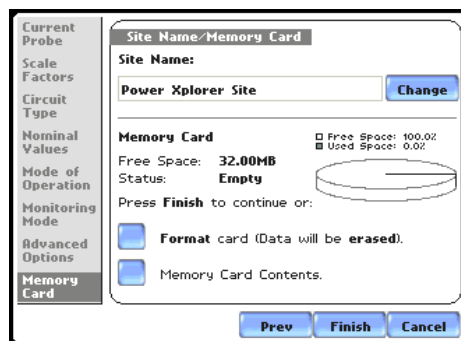 Current
Probe
Scale
Factors
Circuit
Type
Nominal
Values
Mode of
Operation
Monitoring
Mode
Advanced
Options
Memory
Card
Site Name/Memory Card
Site Name:
Power Xplorer Site
Change
Memory Card
Free Space: 100.0%
Used Space: 0.0%
Free Space: 32.00MB
Status: Empty
Press Finish to continue or:
Format card (Data will be erased).
Memory Card Contents.
Prev Finish Cancel